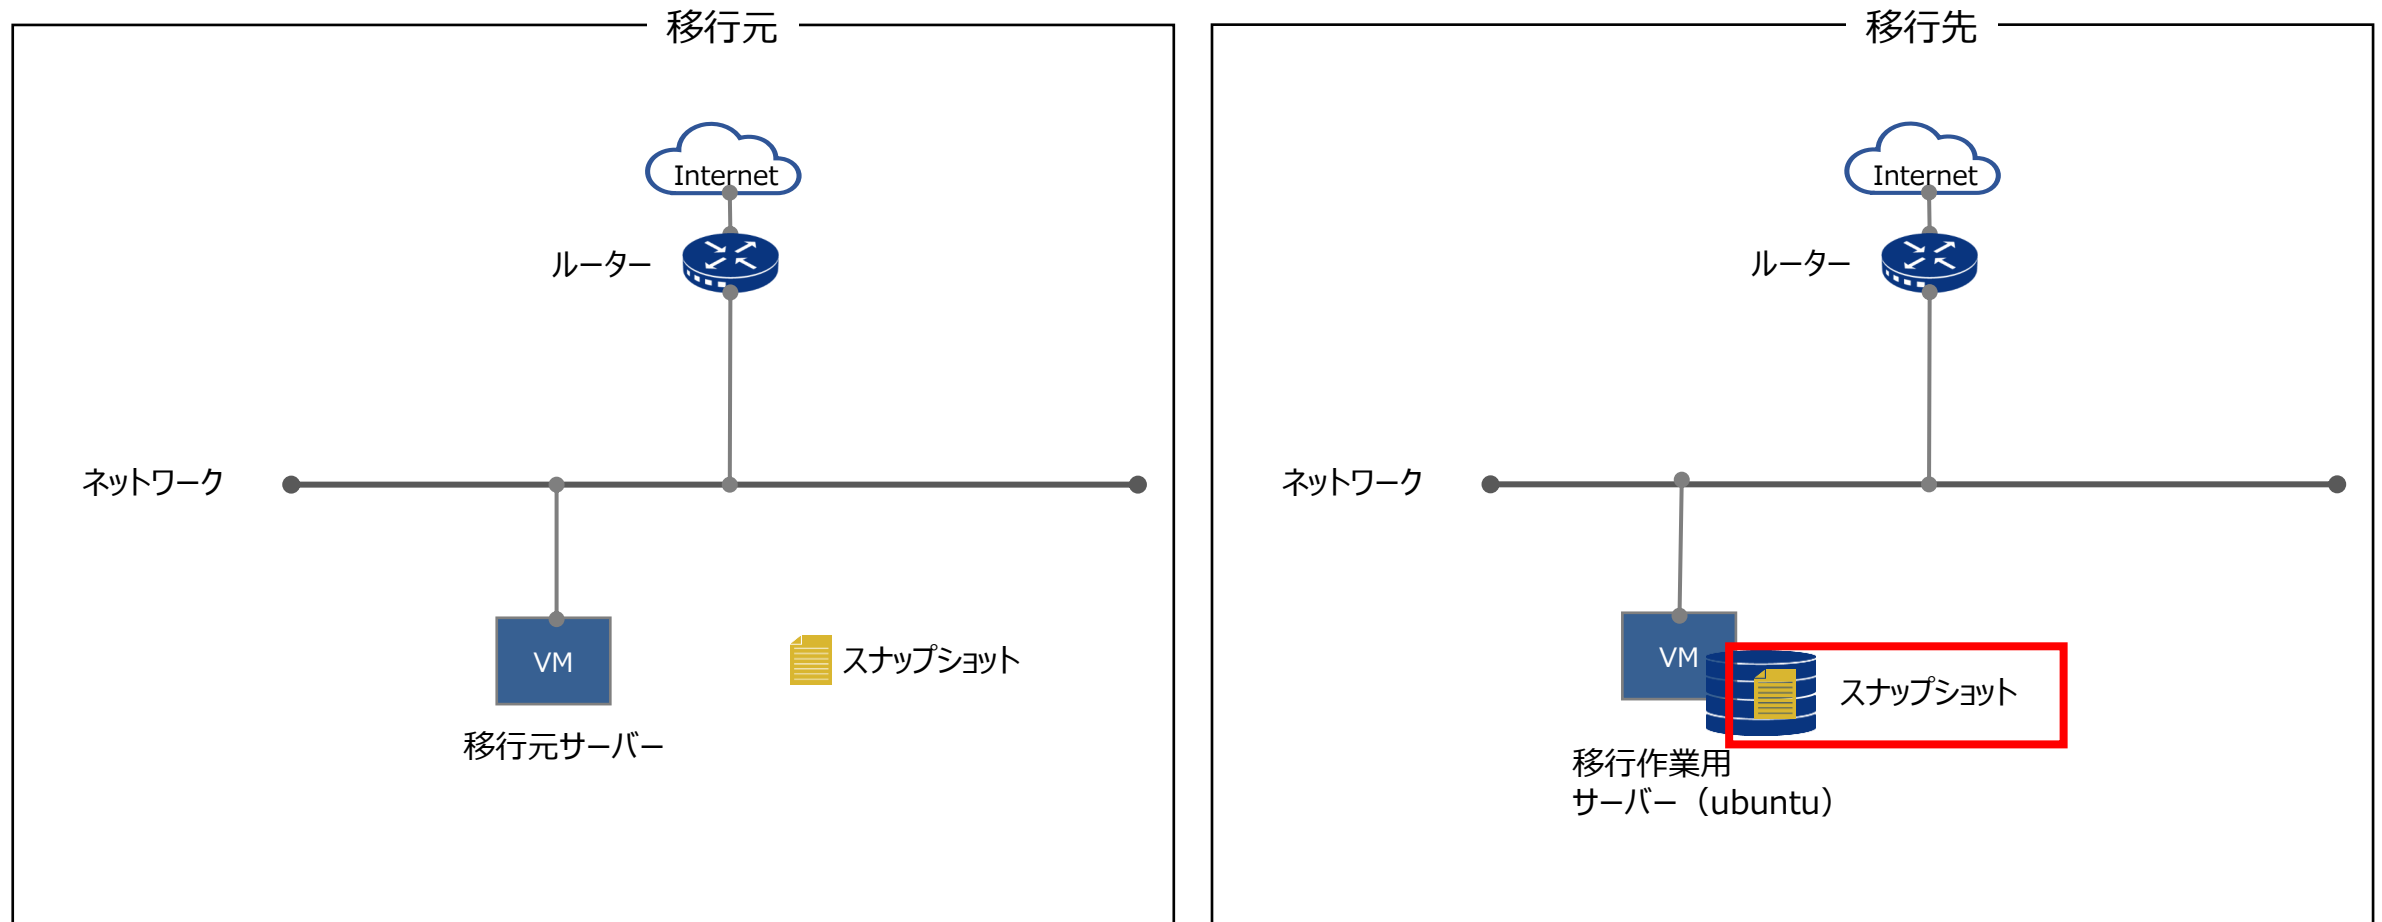 移行元
Internet
ルーター
ネットワーク
VM
スナップショット
移行元サーバー
移行先
Internet
ルーター
ネットワーク
VM
スナップショット
移行作業用
サーバー（ubuntu）